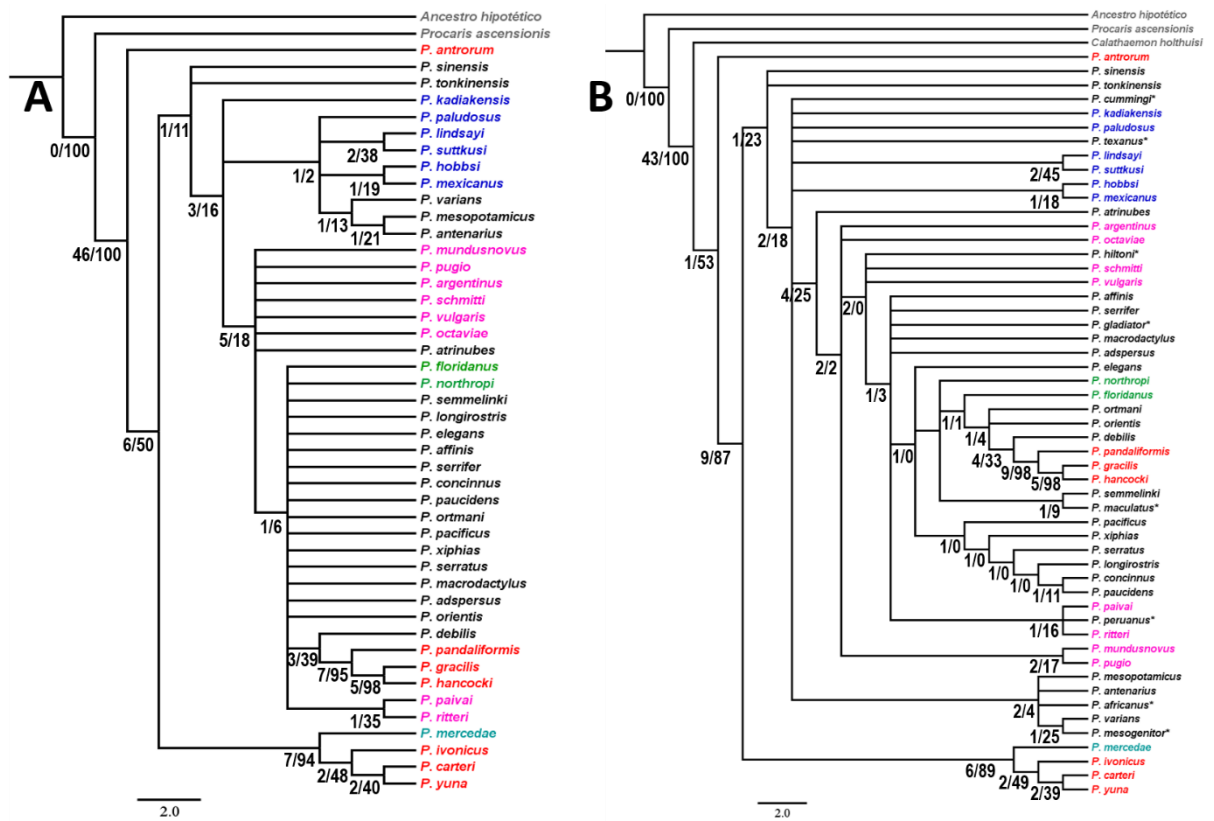 A
Ancestro hipotético
Procaris ascensionis
P. antrorum
P. sinensis
P. tonkinensis
P. kadiakensis
P. paludosus
P. lindsayi
P. suttkusi
P. hobbsi
P. mexicanus
P. varians
P. mesopotamicus
P. antenarius
P. mundusnovus
P. pugio
P. argentinus
P. schmitti
P. vulgaris
P. octaviae
P. atrinubes
P. floridanus
P. northropi
P. semmelinki
P. longirostris
P. elegans
P. affinis
P. serrifer
P. concinnus
P. paucidens
P. ortmani
P. pacificus
P. xiphias
P. serratus
P. macrodactylus
P. adspersus
P. orientis
P. debilis
P. pandaliformis
P. gracilis
P. hancocki
P. paivai
P. ritteri
P. mercedae
P. ivonicus
P. carteri
P. yuna
0/100
46/100
6/50
1/11
3/16
1/2
2/38
1/19
1/13
1/21
5/18
1/6
3/39
7/95
5/98
1/35
7/94
2/48
2/40
2.0
B
Ancestro hipotético
Procaris ascensionis
Calathaemon holthuisi
P. antrorum
P. sinensis
P. tonkinensis
P. cummingi*
P. kadiakensis
P. paludosus
P. texanus*
P. lindsayi
P. suttkusi
P. hobbsi
P. mexicanus
P. atrinubes
P. argentinus
P. octaviae
P. hiltoni*
P. schmitti
P. vulgaris
P. affinis
P. serrifer
P. gladiator*
P. macrodactylus
P. adspersus
P. elegans
P. northropi
P. floridanus
P. ortmani
P. orientis
P. debilis
P. pandaliformis
P. gracilis
P. hancocki
P. semmelinki
P. maculatus*
P. pacificus
P. xiphias
P. serratus
P. longirostris
P. concinnus
P. paucidens
P. paivai
P. peruanus*
P. ritteri
P. mundusnovus
P. pugio
P. mesopotamicus
P. antenarius
P. africanus*
P. varians
P. mesogenitor*
P. mercedae
P. ivonicus
P. carteri
P. yuna
0/100
43/100
1/53
9/87
1/23
2/18
2/45
1/18
4/25
2/2
2/0
1/3
1/0
1/1
1/4
4/33
9/98
5/98
1/9
1/0
1/0
1/0
1/0
1/11
1/16
2/17
2/4
1/25
6/89
2/49
2/39
2.0